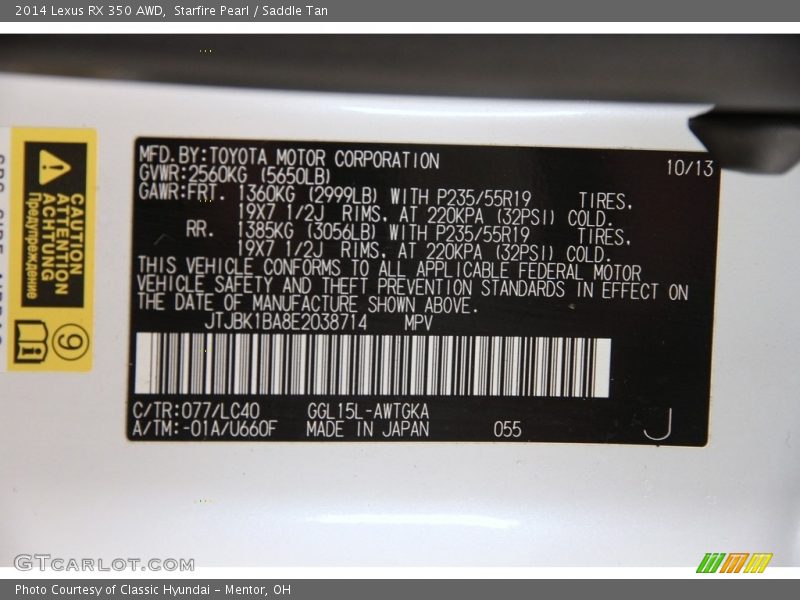 2014 Lexus RX 350 AWD, Starfire Pearl / Saddle Tan
CAUTION
ATTENTION
ACHTUNG
Предупреждение
9
MFD.BY:TOYOTA MOTOR CORPORATION 10/13
GVWR:2560KG (5650LB)
GAWR:FRT. 1360KG (2999LB) WITH P235/55R19 TIRES,
19X7 1/2J RIMS, AT 220KPA (32PSI) COLD.
RR. 1385KG (3056LB) WITH P235/55R19 TIRES,
19X7 1/2J RIMS, AT 220KPA (32PSI) COLD.
THIS VEHICLE CONFORMS TO ALL APPLICABLE FEDERAL MOTOR
VEHICLE SAFETY AND THEFT PREVENTION STANDARDS IN EFFECT ON
THE DATE OF MANUFACTURE SHOWN ABOVE.
JTJBK1BA8E2038714 MPV
C/TR:077/LC40 GGL15L-AWTGKA
A/TM:-01A/U660F MADE IN JAPAN 055 J
GTCARLOT.COM
Photo Courtesy of Classic Hyundai - Mentor, OH